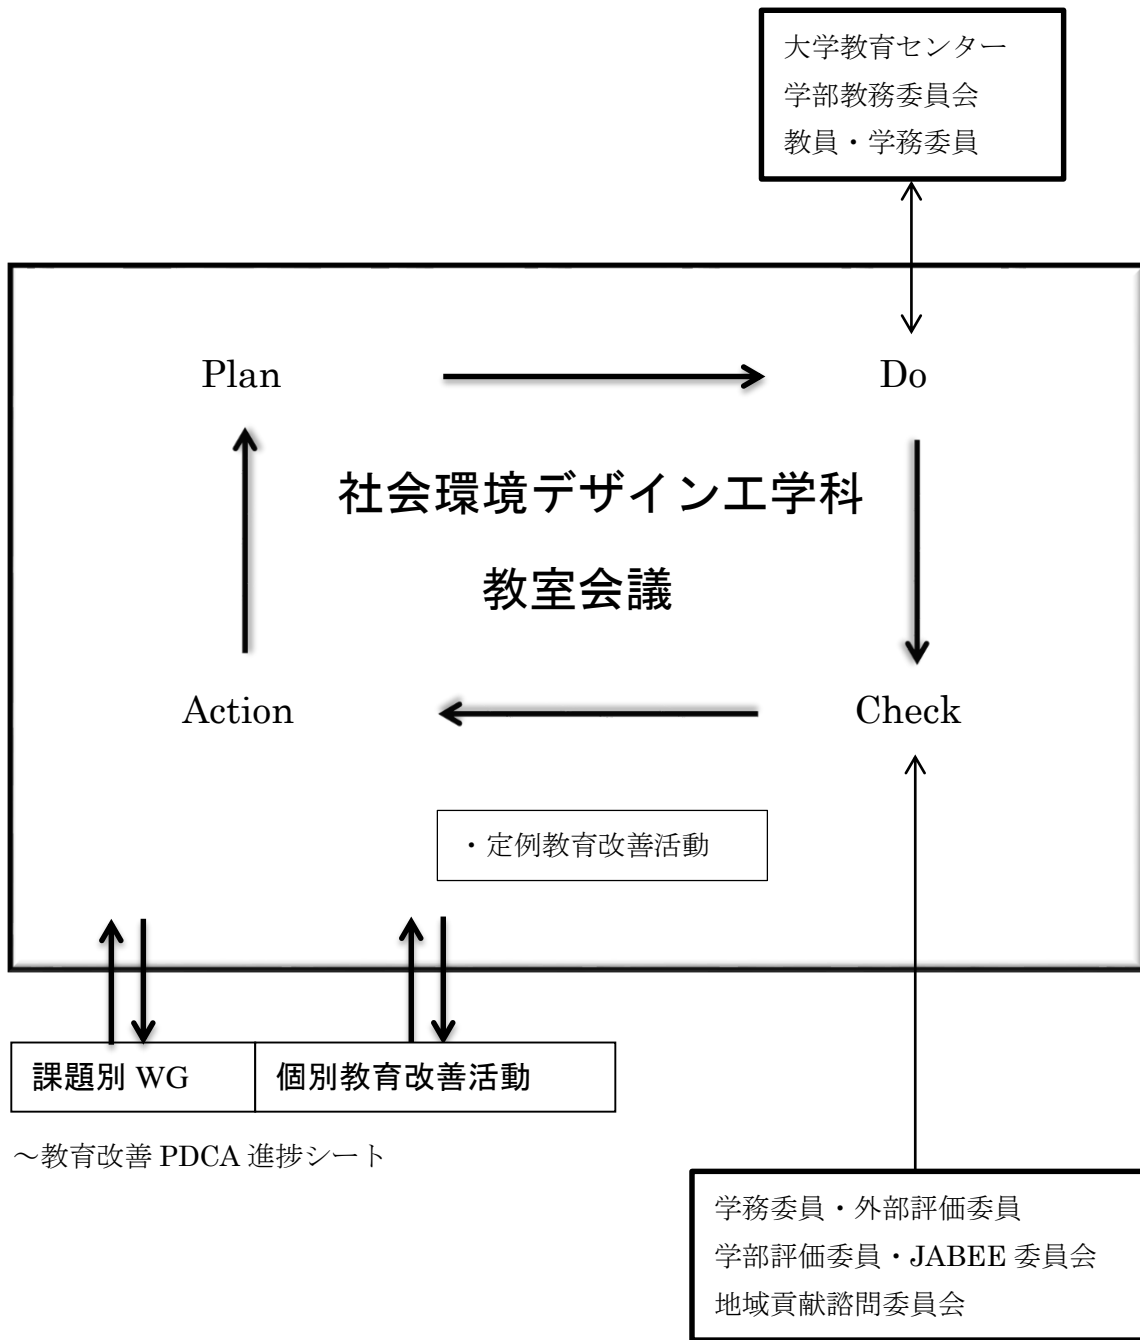 大学教育センター
学部教務委員会
教員・学務委員
Plan
Do
社会環境デザイン工学科
教室会議
Action
Check
・定例教育改善活動
課題別 WG
個別教育改善活動
～教育改善 PDCA 進捗シート
学務委員・外部評価委員
学部評価委員・JABEE 委員会
地域貢献諮問委員会